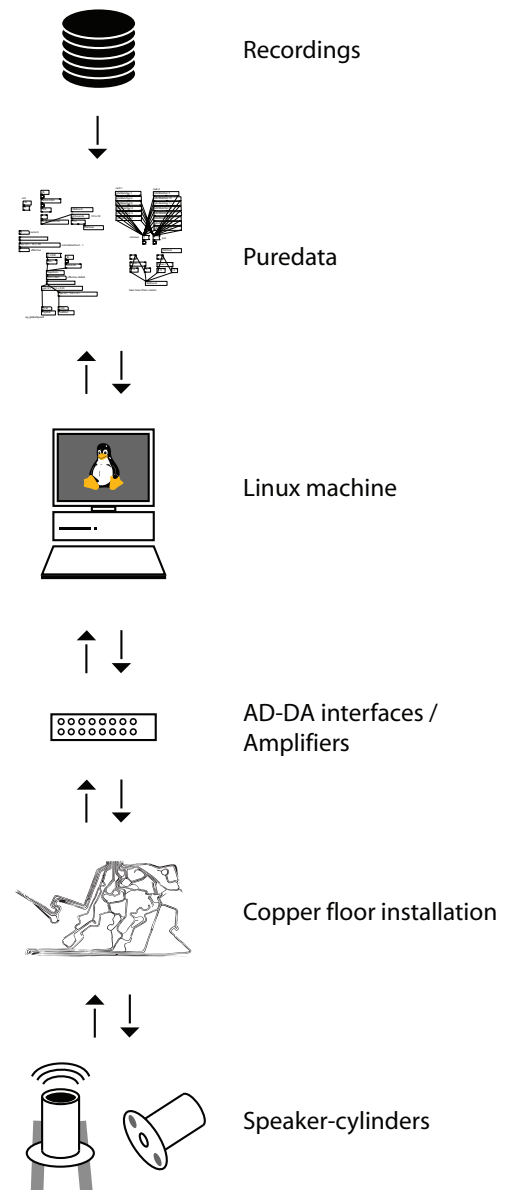 Recordings
Puredata
Linux machine
AD-DA interfaces /
Amplifiers
Copper floor installation
Speaker-cylinders